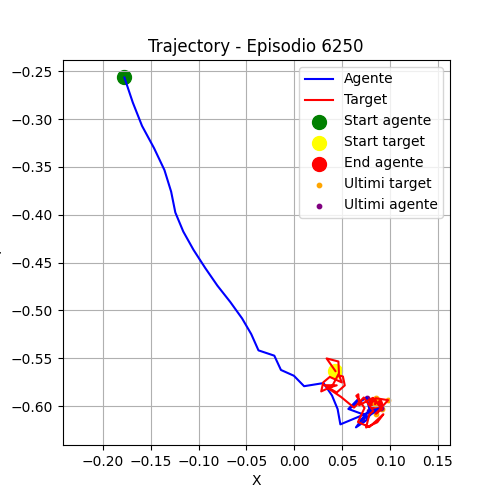 Trajectory - Episodio 6250
Agente
Target
Start agente
Start target
End agente
Ultimi target
Ultimi agente
−0.25
−0.30
−0.35
−0.40
−0.45
−0.50
−0.55
−0.60
−0.20 −0.15 −0.10 −0.05 0.00 0.05 0.10 0.15
X